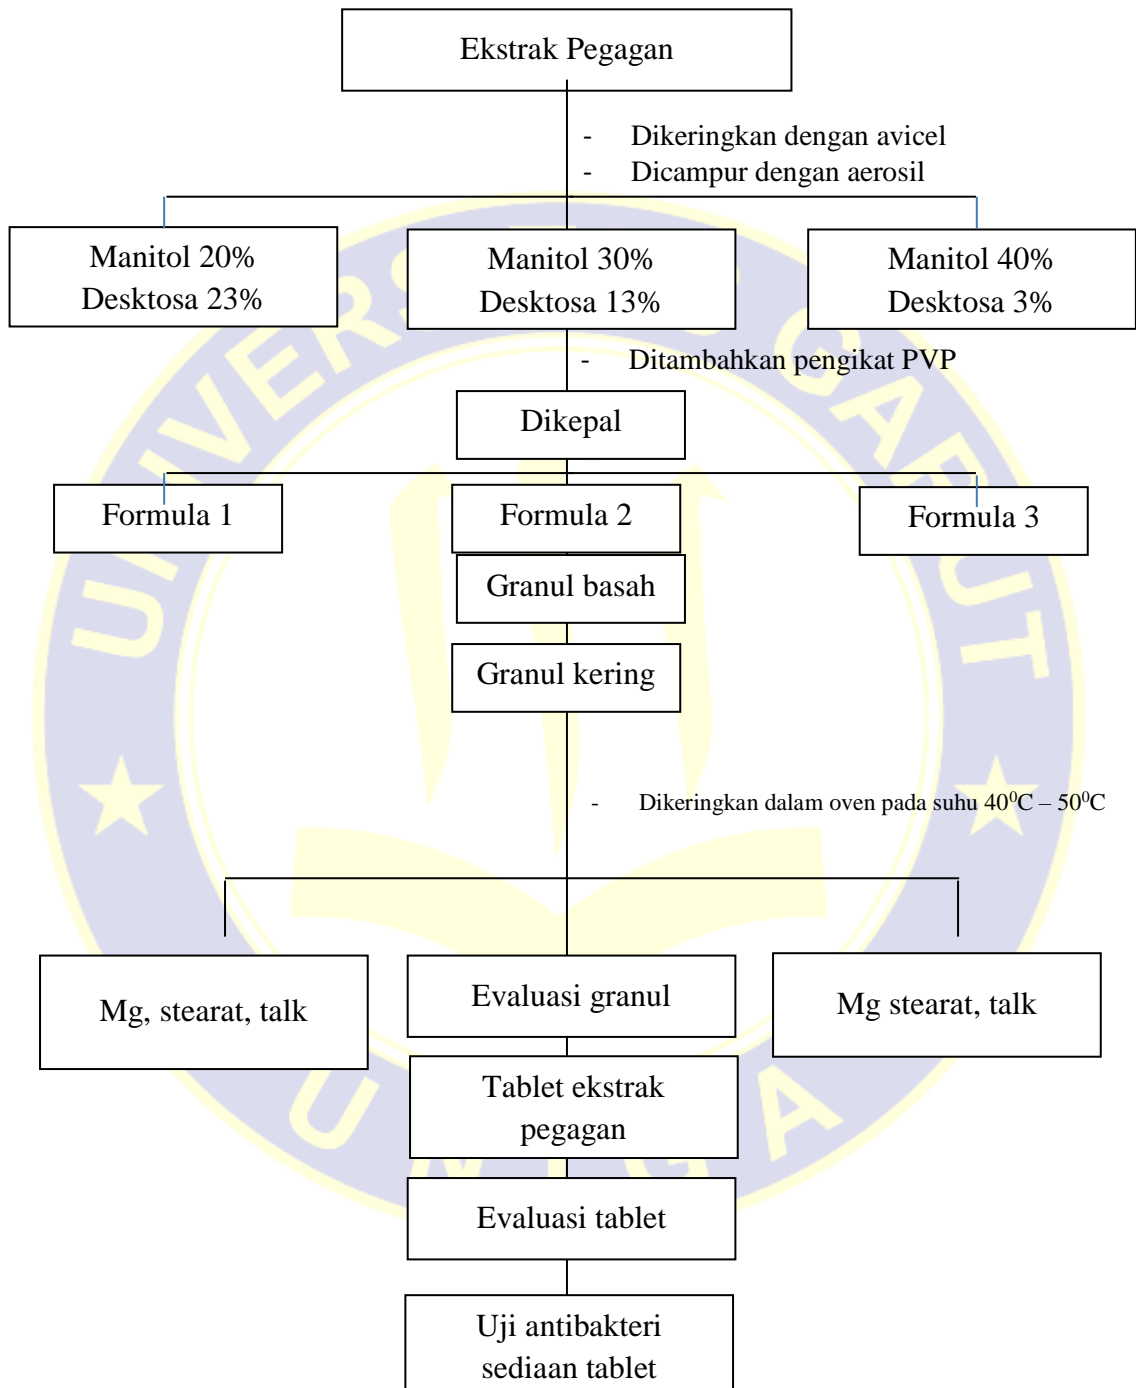 Ekstrak Pegagan
- Dikeringkan dengan avicel
- Dicampur dengan aerosil
Manitol 20%
Desktosa 23%
Manitol 30%
Desktosa 13%
Manitol 40%
Desktosa 3%
- Ditambahkan pengikat PVP
Dikepal
Formula 1
Formula 2
Formula 3
Granul basah
Granul kering
- Dikeringkan dalam oven pada suhu 40⁰C – 50⁰C
Mg, stearat, talk
Evaluasi granul
Mg stearat, talk
Tablet ekstrak
pegagan
Evaluasi tablet
Uji antibakteri
sediaan tablet
UNIVERSITAS GARUT
UNIGA